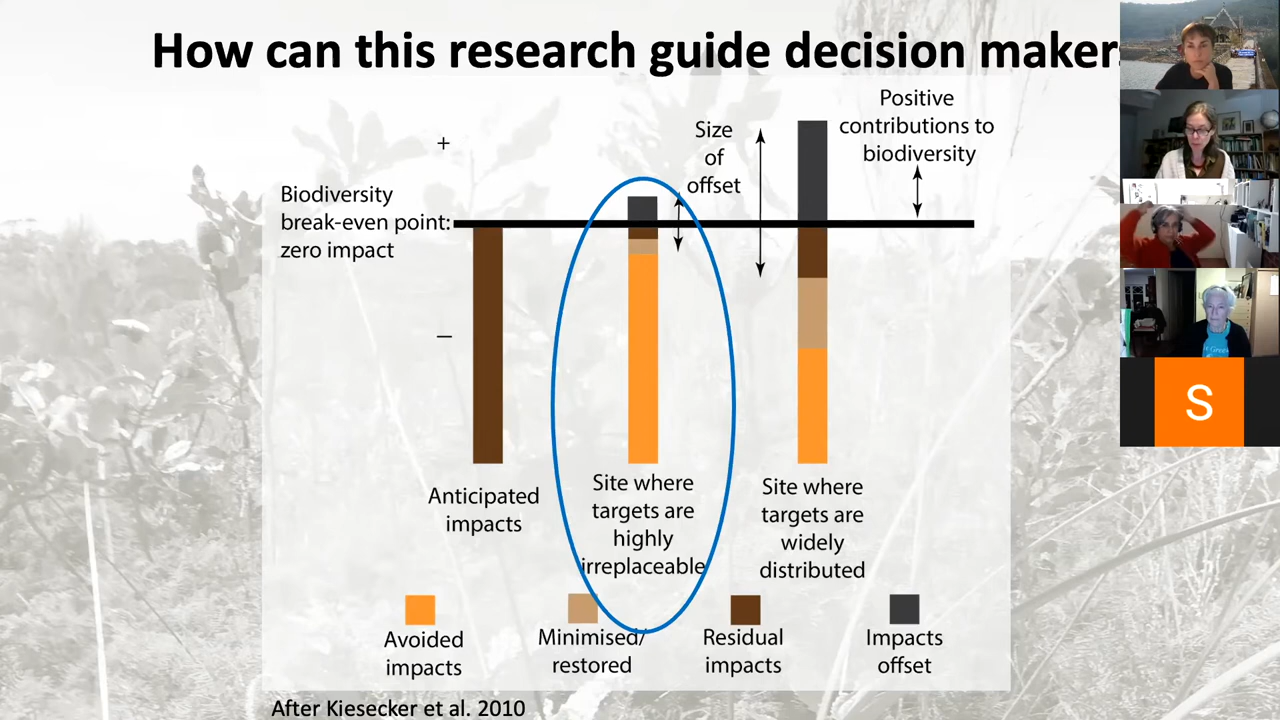 How can this research guide decision maker
Positive
contributions to
biodiversity
Size
of
offset
+
Biodiversity
break-even point:
zero impact
–
Anticipated
impacts
Site where
targets are
highly
irreplaceable
Site where
targets are
widely
distributed
Avoided
impacts
Minimised/
restored
Residual
impacts
Impacts
offset
After Kiesecker et al. 2010
S